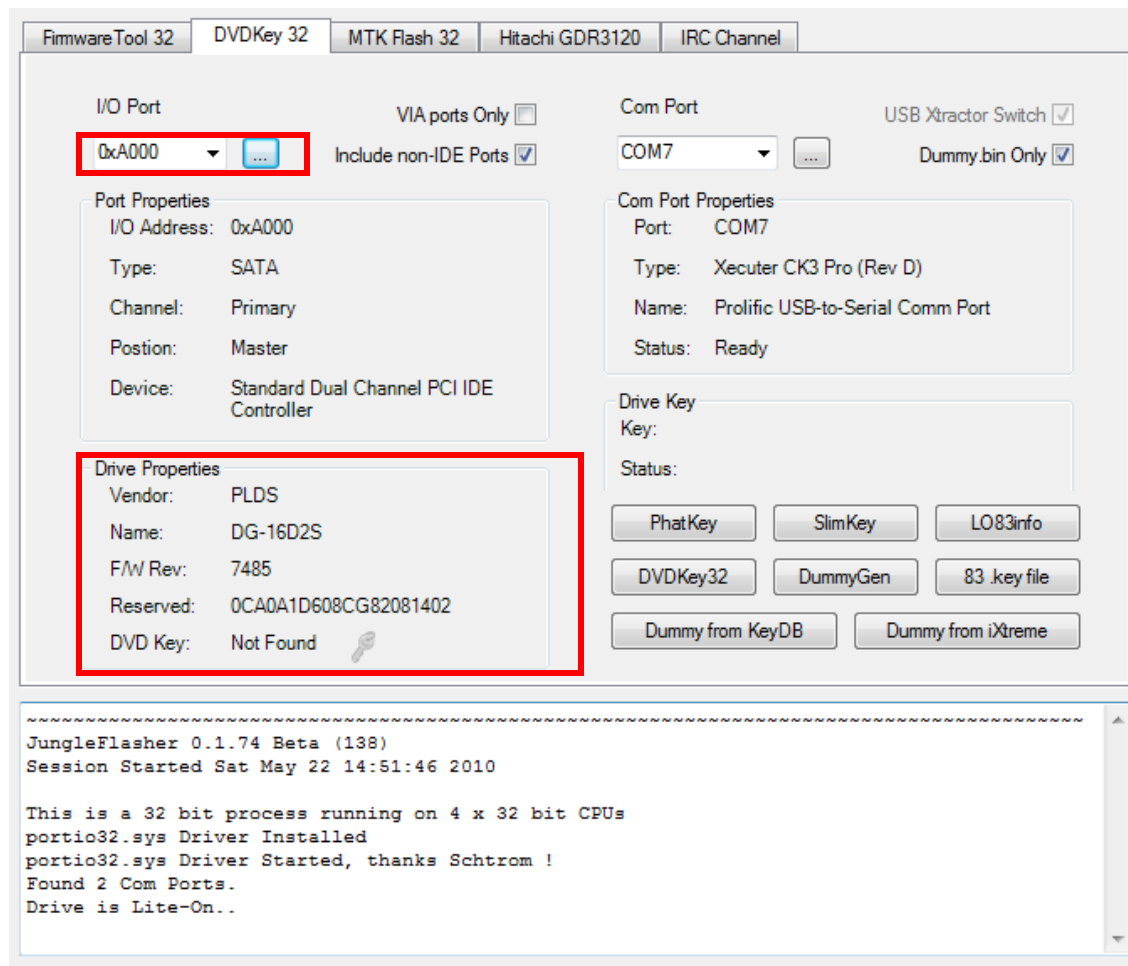 FirmwareTool 32 DVDKey 32 MTK Flash 32 Hitachi GDR3120 IRC Channel
I/O Port
VIA ports Only
0xA000 ...
Include non-IDE Ports
Port Properties
I/O Address: 0xA000
Type: SATA
Channel: Primary
Postion: Master
Device: Standard Dual Channel PCI IDE
Controller
Drive Properties
Vendor: PLDS
Name: DG-16D2S
F/W Rev: 7485
Reserved: 0CA0A1D608CG82081402
DVD Key: Not Found
Com Port
USB Xtractor Switch
COM7 ...
Dummy.bin Only
Com Port Properties
Port: COM7
Type: Xecuter CK3 Pro (Rev D)
Name: Prolific USB-to-Serial Comm Port
Status: Ready
Drive Key
Key:
Status:
PhatKey SlimKey LO83info
DVDKey32 DummyGen 83 .key file
Dummy from KeyDB Dummy from iXtreme
~~~~~~~~~~~~~~~~~~~~~~~~~~~~~~~~~~~~~~~~~~~~~~~~~~~~~~~~~~~~~~~~~~~~~~~~~~~~~~~~~~~~~~~~
JungleFlasher 0.1.74 Beta (138)
Session Started Sat May 22 14:51:46 2010
This is a 32 bit process running on 4 x 32 bit CPUs
portio32.sys Driver Installed
portio32.sys Driver Started, thanks Schtrom !
Found 2 Com Ports.
Drive is Lite-On..